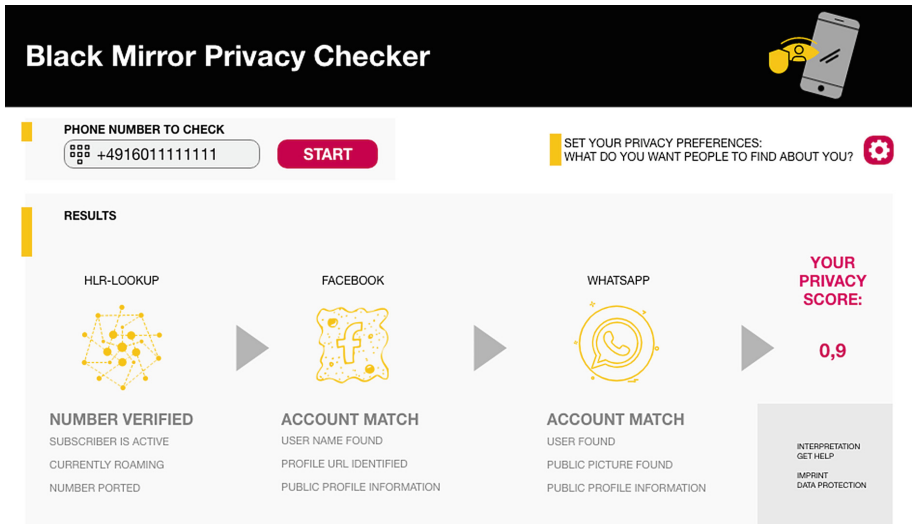 Black Mirror Privacy Checker
PHONE NUMBER TO CHECK
+4916011111111
START
SET YOUR PRIVACY PREFERENCES:
WHAT DO YOU WANT PEOPLE TO FIND ABOUT YOU?
RESULTS
HLR-LOOKUP
NUMBER VERIFIED
SUBSCRIBER IS ACTIVE
CURRENTLY ROAMING
NUMBER PORTED
FACEBOOK
f
ACCOUNT MATCH
USER NAME FOUND
PROFILE URL IDENTIFIED
PUBLIC PROFILE INFORMATION
WHATSAPP
ACCOUNT MATCH
USER FOUND
PUBLIC PICTURE FOUND
PUBLIC PROFILE INFORMATION
YOUR
PRIVACY
SCORE:
0,9
INTERPRETATION
GET HELP
IMPRINT
DATA PROTECTION